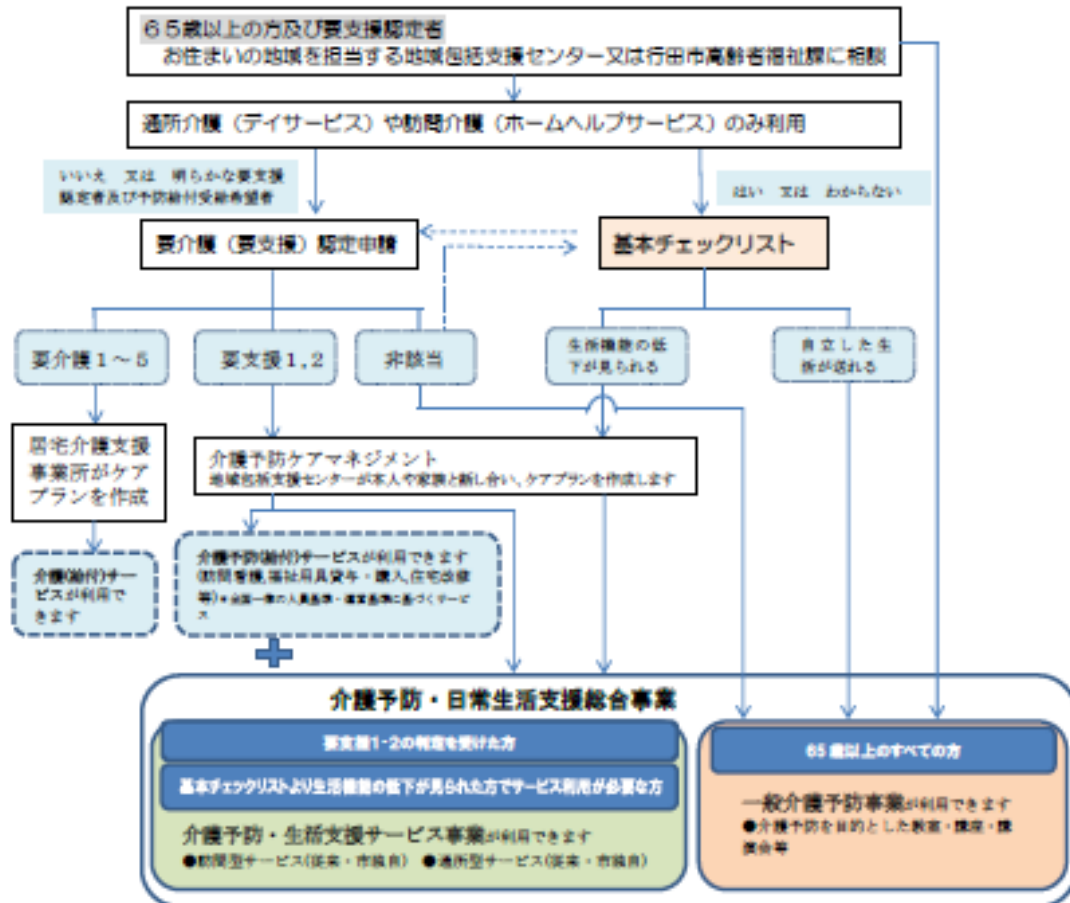 65歳以上の方及び要支援認定者
お住まいの地域を担当する地域包括支援センター又は行田市高齢者福祉課に相談
通所介護（デイサービス）や訪問介護（ホームヘルプサービス）のみ利用
いいえ　又は　明らかな要支援
認定者及び予防給付受給希望者
はい　又は　わからない
要介護（要支援）認定申請
基本チェックリスト
要介護１～５
要支援１,２
非該当
生活機能の低
下が見られる
自立した生
活が送れる
居宅介護支援
事業所がケア
プランを作成
介護予防ケアマネジメント
地域包括支援センターが本人や家族と話し合い、ケアプランを作成します
介護(給付)サー
ビスが利用で
きます
介護予防(給付)サービスが利用できます
(訪問看護,福祉用具貸与・購入,住宅改修
等)＊全国一律の人員基準・運営基準に基づくサービ
ス
介護予防・日常生活支援総合事業
要支援1・2の判定を受けた方
基本チェックリストより生活機能の低下が見られた方でサービス利用が必要な方
介護予防・生活支援サービス事業が利用できます
●訪問型サービス(従来・市独自)　●通所型サービス(従来・市独自)
65歳以上のすべての方
一般介護予防事業が利用できます
●介護予防を目的とした教室・講座・講
演会等